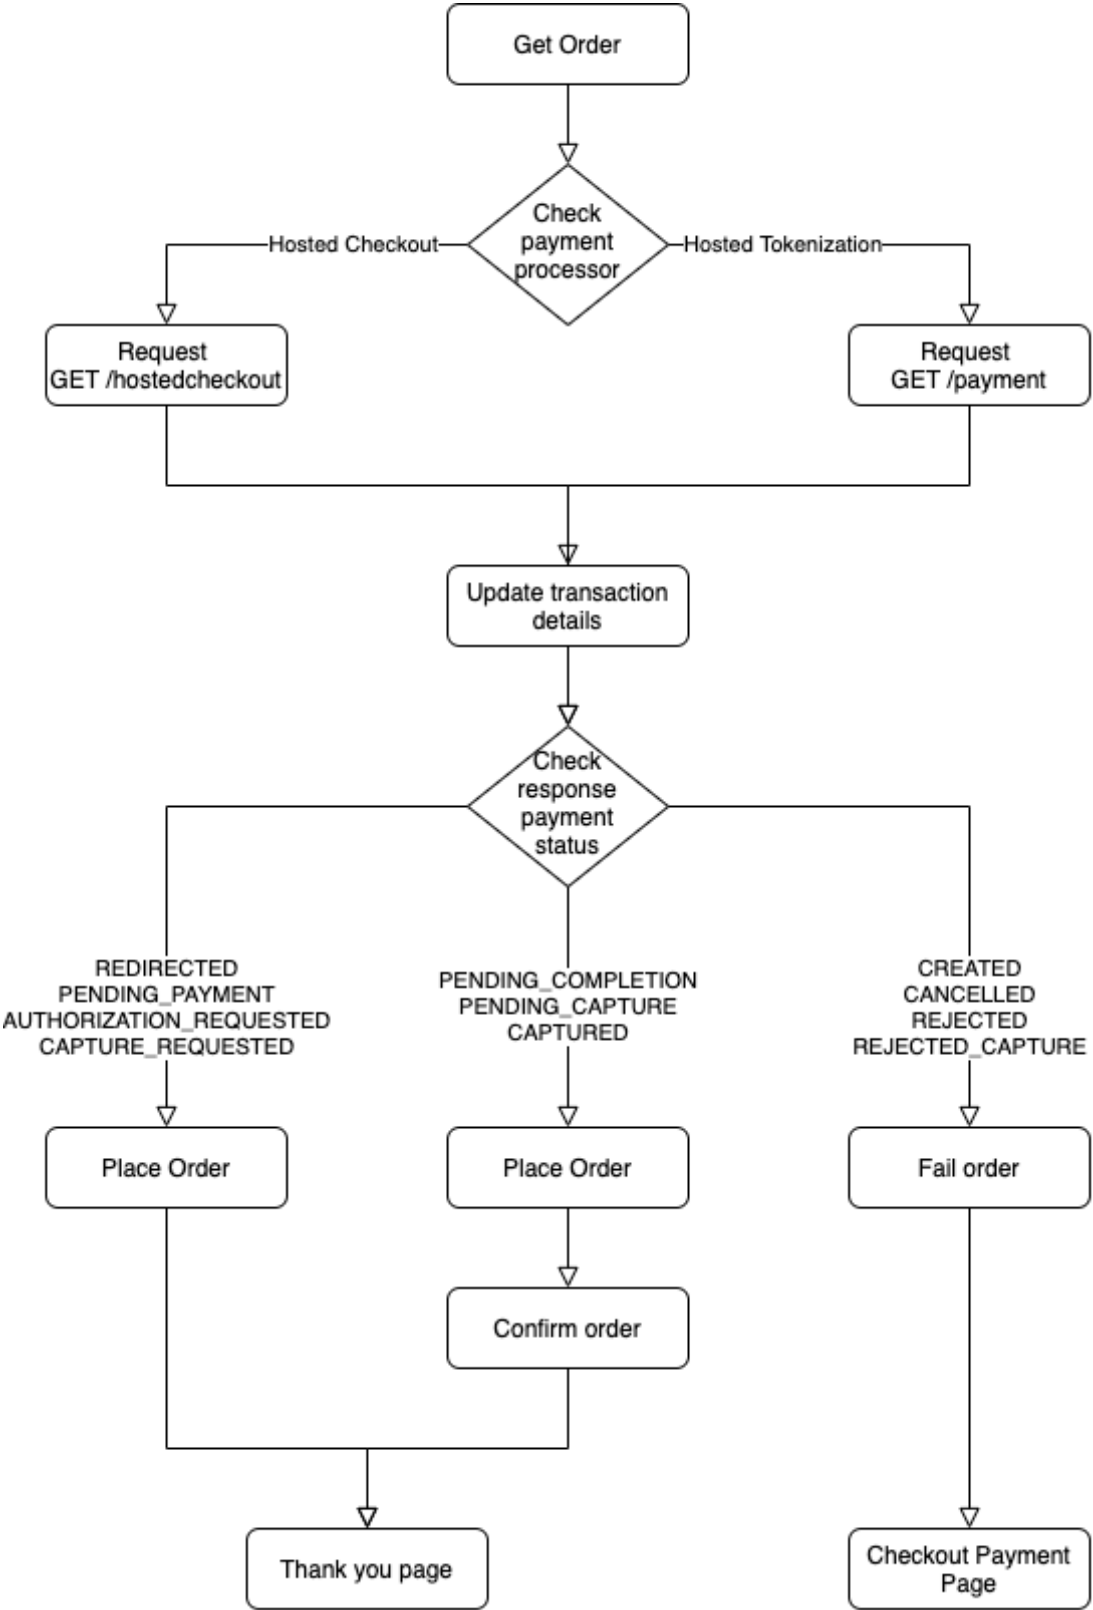 Get Order
Check
payment
processor
Hosted Checkout
Hosted Tokenization
Request
GET /hostedcheckout
Request
GET /payment
Update transaction
details
Check
response
payment
status
REDIRECTED
PENDING_PAYMENT
AUTHORIZATION_REQUESTED
CAPTURE_REQUESTED
PENDING_COMPLETION
PENDING_CAPTURE
CAPTURED
CREATED
CANCELLED
REJECTED
REJECTED_CAPTURE
Place Order
Place Order
Fail order
Confirm order
Thank you page
Checkout Payment
Page